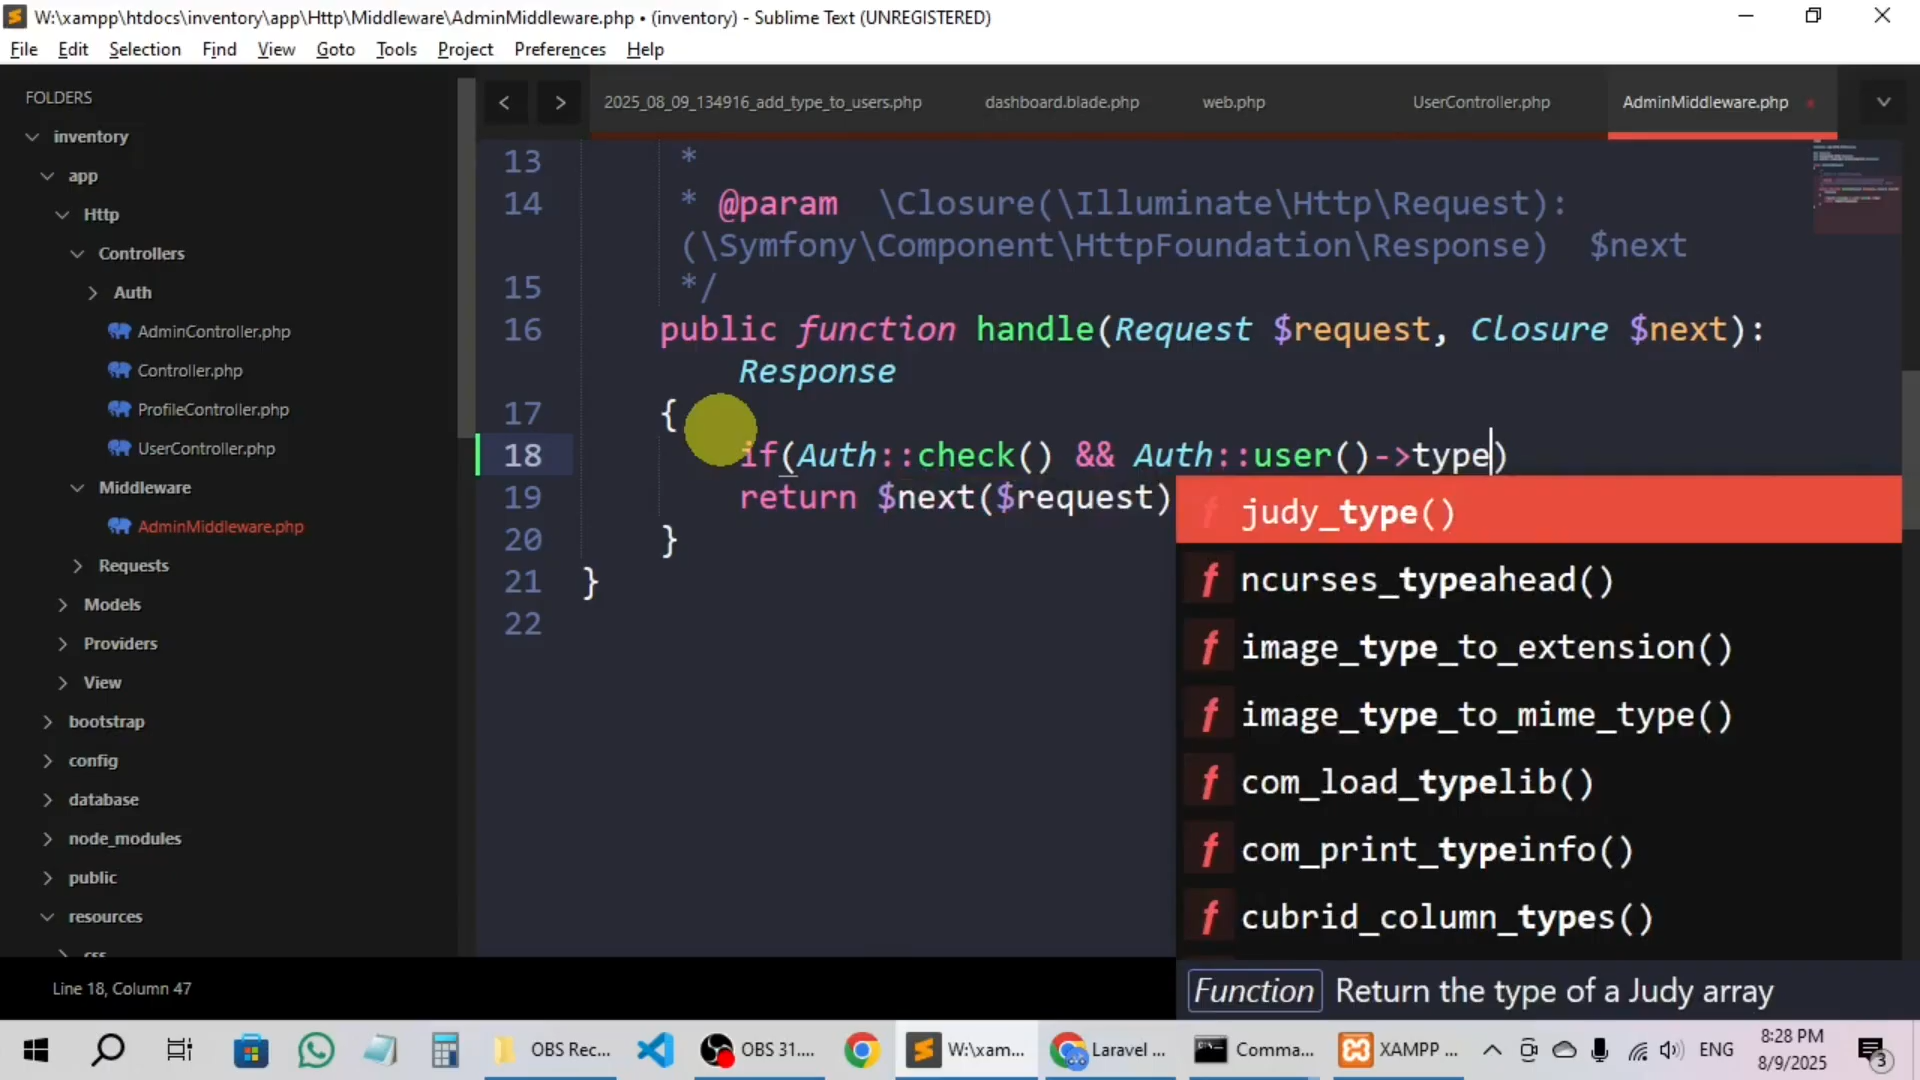 W:\xampp\htdocs\inventory\app\Http\Middleware\AdminMiddleware.php • (inventory) - Sublime Text (UNREGISTERED)
File Edit Selection Find View Goto Tools Project Preferences Help
FOLDERS
inventory
app
Http
Controllers
Auth
AdminController.php
Controller.php
ProfileController.php
UserController.php
Middleware
AdminMiddleware.php
Requests
Models
Providers
View
bootstrap
config
database
node_modules
public
resources
css
2025_08_09_134916_add_type_to_users.php dashboard.blade.php web.php UserController.php AdminMiddleware.php
13 *
14 * @param \Closure(\Illuminate\Http\Request):
(\Symfony\Component\HttpFoundation\Response) $next
15 */
16 public function handle(Request $request, Closure $next):
Response
17 {
18 if(Auth::check() && Auth::user()->type)
19 return $next($request)
20 }
21 }
22
f judy_type()
f ncurses_typeahead()
f image_type_to_extension()
f image_type_to_mime_type()
f com_load_typelib()
f com_print_typeinfo()
f cubrid_column_types()
Function Return the type of a Judy array
Line 18, Column 47
OBS Rec... OBS 31.... W:\xam... Laravel ... Comma... XAMPP ... ENG 8:28 PM
8/9/2025 3